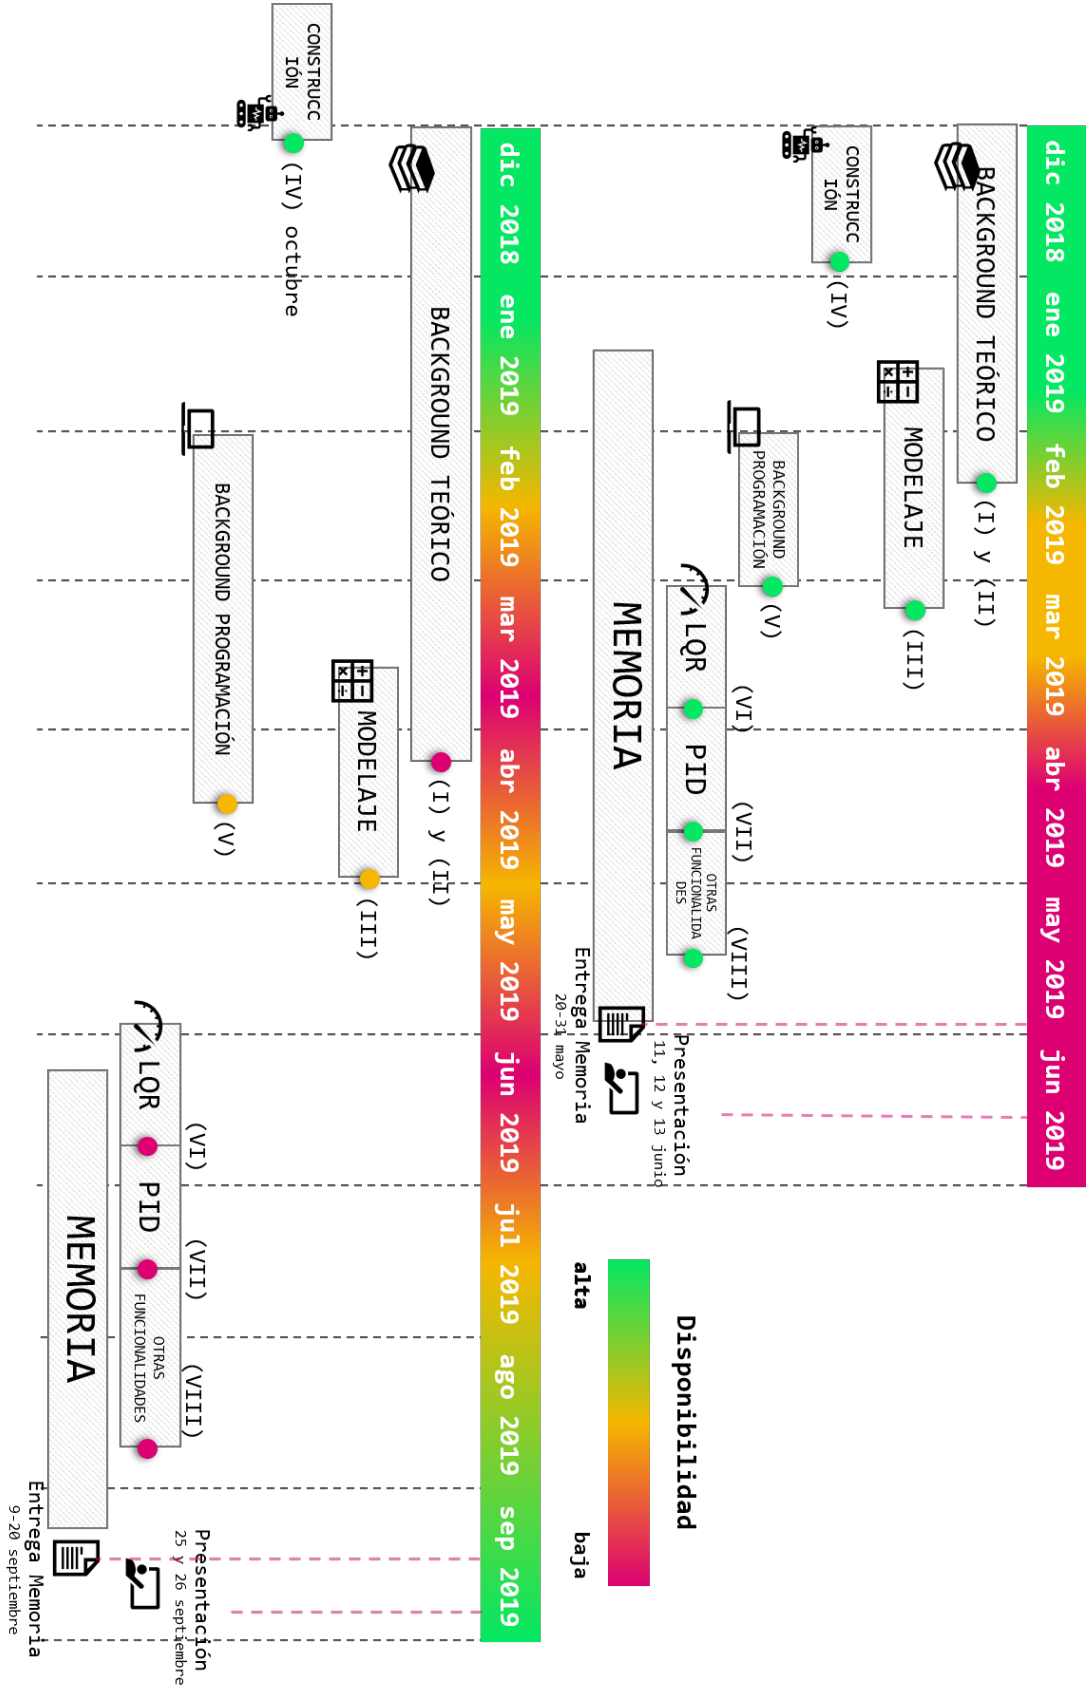 dic 2018 ene 2019 feb 2019 mar 2019 abr 2019 may 2019 jun 2019
BACKGROUND TEÓRICO
(I) y (II)
MODELAJE
(III)
CONSTRUCC
IÓN
(IV)
BACKGROUND
PROGRAMACIÓN
(V)
(VI)
(VII)
(VIII)
LQR
PID
OTRAS
FUNCIONALIDA
DES
MEMORIA
Presentación
11, 12 y 13 junio
Entrega Memoria
20-31 mayo
Disponibilidad
alta
baja
dic 2018 ene 2019 feb 2019 mar 2019 abr 2019 may 2019 jun 2019 jul 2019 ago 2019 sep 2019
BACKGROUND TEÓRICO
(I) y (II)
MODELAJE
(III)
CONSTRUCC
IÓN
(IV) octubre
BACKGROUND PROGRAMACIÓN
(V)
(VI)
(VII)
(VIII)
LQR
PID
OTRAS
FUNCIONALIDADES
MEMORIA
Presentación
25 y 26 septiembre
Entrega Memoria
9-20 septiembre